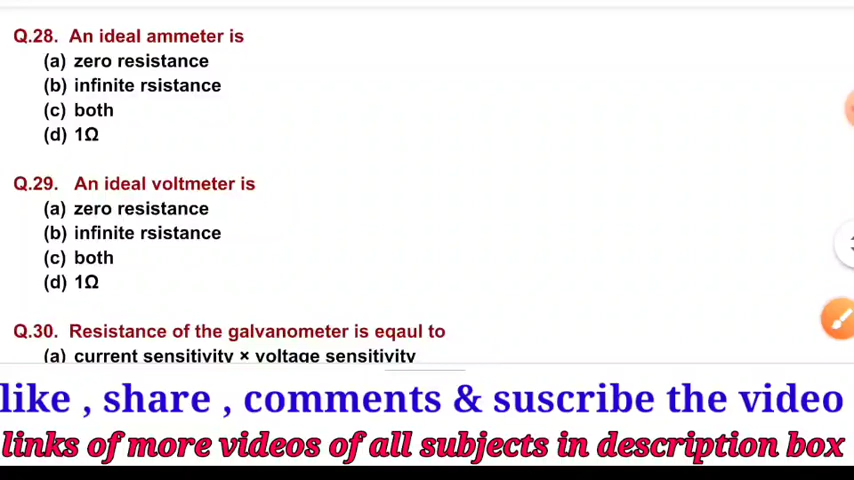 Q.28. An ideal ammeter is
(a) zero resistance
(b) infinite rsistance
(c) both
(d) 1Ω
Q.29. An ideal voltmeter is
(a) zero resistance
(b) infinite rsistance
(c) both
(d) 1Ω
Q.30. Resistance of the galvanometer is eqaul to
(a) current sensitivity × voltage sensitivity
like , share , comments & suscribe the video
links of more videos of all subjects in description box